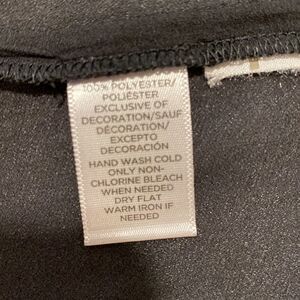 100% POLYESTER/
POLIÉSTER
EXCLUSIVE OF
DECORATION/SAUF
DÉCORATION/
EXCEPTO
DECORACIÓN
HAND WASH COLD
ONLY NON-
CHLORINE BLEACH
WHEN NEEDED
DRY FLAT
WARM IRON IF
NEEDED